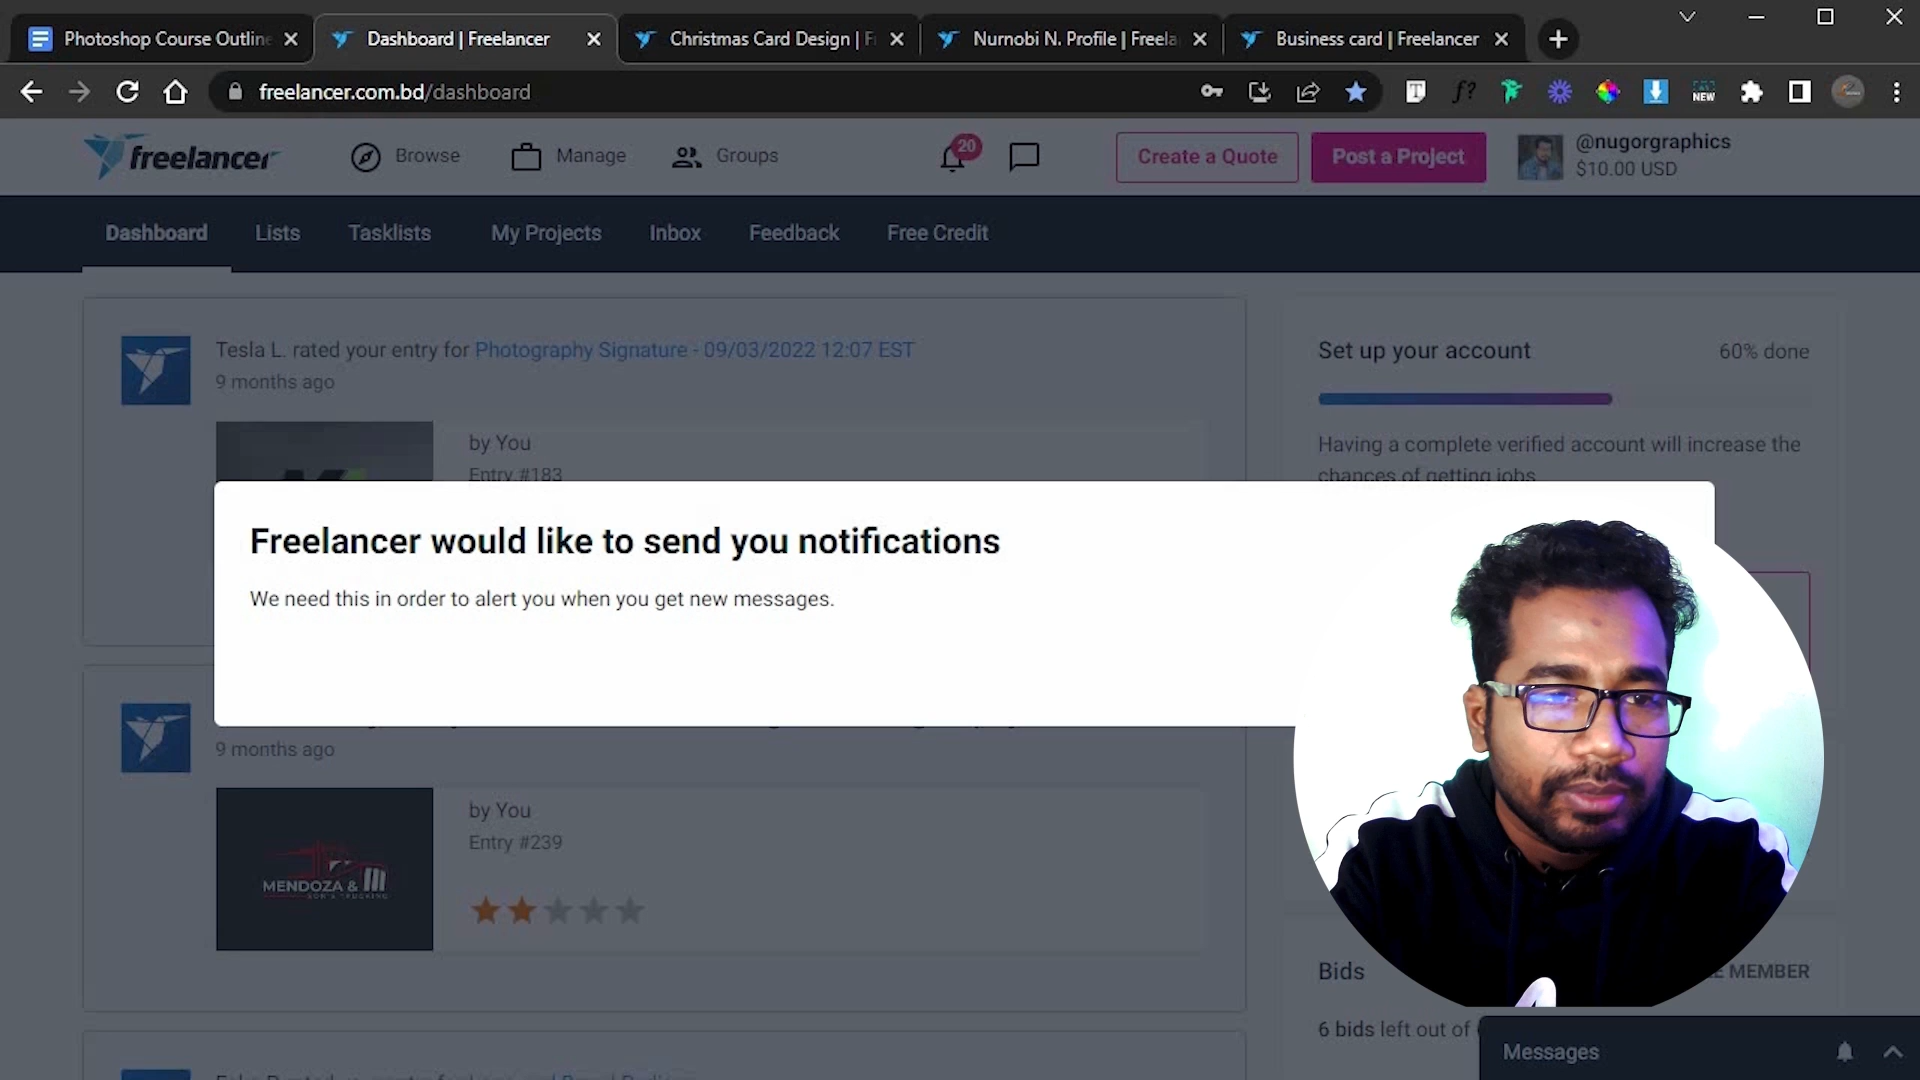 Photoshop Course Outline
Dashboard | Freelancer
Christmas Card Design | F
Nurnobi N. Profile | Freela
Business card | Freelancer
freelancer.com.bd/dashboard
f?
NEW
freelancer
Browse
Manage
Groups
20
Create a Quote
Post a Project
@nugorgraphics
$10.00 USD
Dashboard
Lists
Tasklists
My Projects
Inbox
Feedback
Free Credit
Tesla L. rated your entry for Photography Signature - 09/03/2022 12:07 EST
9 months ago
by You
Entry #183
Set up your account
60% done
Having a complete verified account will increase the
chances of getting jobs
Freelancer would like to send you notifications
We need this in order to alert you when you get new messages.
9 months ago
by You
Entry #239
MENDOZA &
Bids
MEMBER
6 bids left out of
Messages